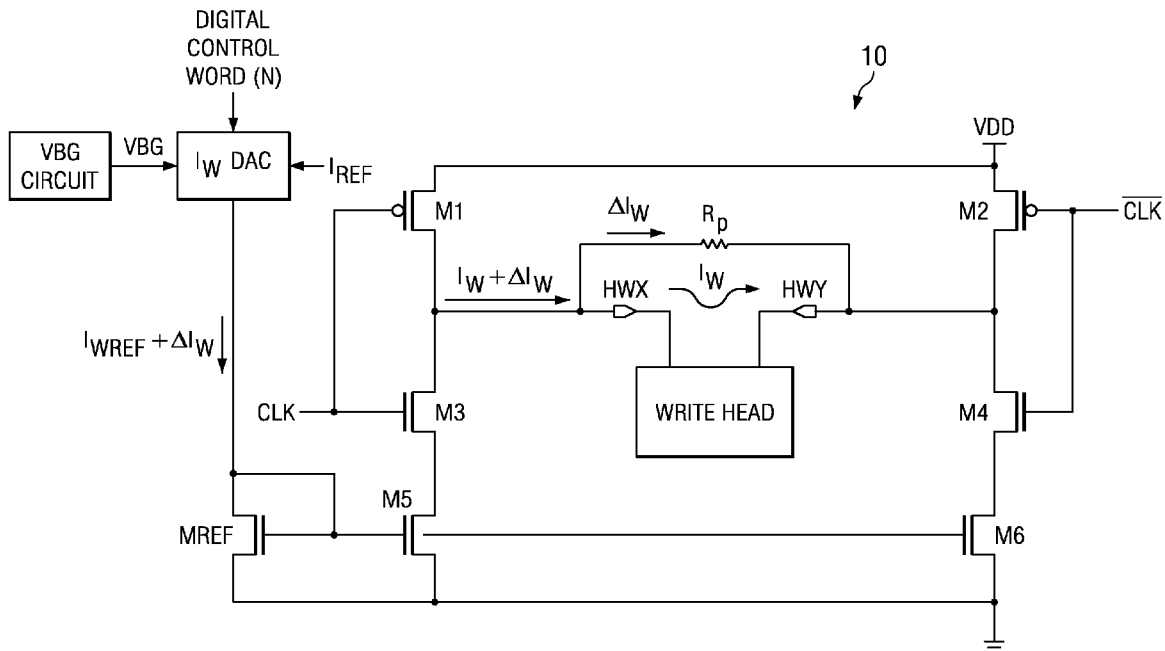 DIGITAL
CONTROL
WORD (N)
10
VDD
VBG
CIRCUIT
VBG
I_W DAC
I_REF
M1
ΔI_W
R_p
M2
C̅L̅K̅
I_W + ΔI_W
HWX
I_W
HWY
I_WREF + ΔI_W
CLK
M3
WRITE HEAD
M4
MREF
M5
M6